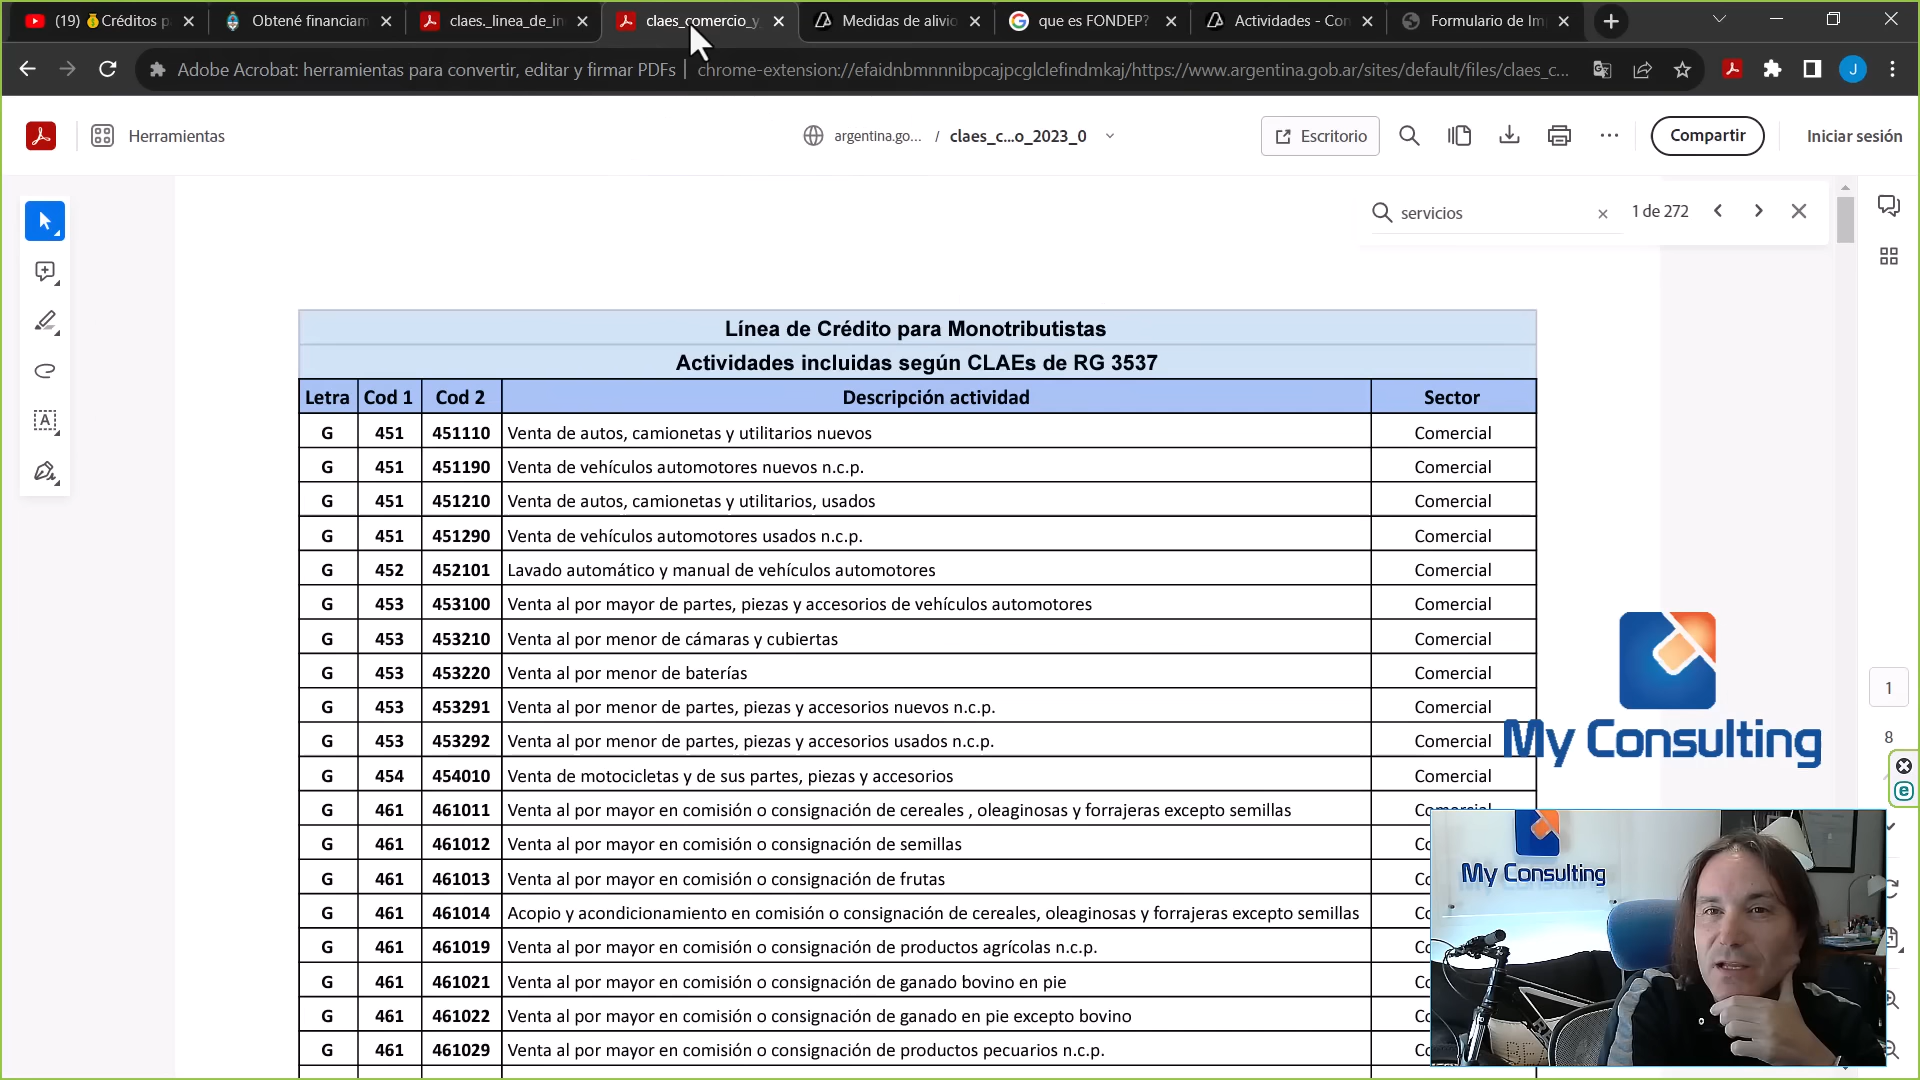 (19) 💰Créditos p
Obtené financiam
claes._linea_de_in
claes_comercio_y
Medidas de alivio
que es FONDEP?
Actividades - Con
Formulario de Im
Adobe Acrobat: herramientas para convertir, editar y firmar PDFs
chrome-extension://efaidnbmnnnibpcajpcglclefindmkaj/https://www.argentina.gob.ar/sites/default/files/claes_c...
J
Herramientas
argentina.go... / claes_c...o_2023_0
Escritorio
Compartir
Iniciar sesión
servicios
1 de 272
Línea de Crédito para Monotributistas
Actividades incluidas según CLAEs de RG 3537
Letra Cod 1 Cod 2 Descripción actividad Sector
G 451 451110 Venta de autos, camionetas y utilitarios nuevos Comercial
G 451 451190 Venta de vehículos automotores nuevos n.c.p. Comercial
G 451 451210 Venta de autos, camionetas y utilitarios, usados Comercial
G 451 451290 Venta de vehículos automotores usados n.c.p. Comercial
G 452 452101 Lavado automático y manual de vehículos automotores Comercial
G 453 453100 Venta al por mayor de partes, piezas y accesorios de vehículos automotores Comercial
G 453 453210 Venta al por menor de cámaras y cubiertas Comercial
G 453 453220 Venta al por menor de baterías Comercial
G 453 453291 Venta al por menor de partes, piezas y accesorios nuevos n.c.p. Comercial
G 453 453292 Venta al por menor de partes, piezas y accesorios usados n.c.p. Comercial
G 454 454010 Venta de motocicletas y de sus partes, piezas y accesorios Comercial
G 461 461011 Venta al por mayor en comisión o consignación de cereales , oleaginosas y forrajeras excepto semillas Comercial
G 461 461012 Venta al por mayor en comisión o consignación de semillas Co
G 461 461013 Venta al por mayor en comisión o consignación de frutas Co
G 461 461014 Acopio y acondicionamiento en comisión o consignación de cereales, oleaginosas y forrajeras excepto semillas Co
G 461 461019 Venta al por mayor en comisión o consignación de productos agrícolas n.c.p. Co
G 461 461021 Venta al por mayor en comisión o consignación de ganado bovino en pie Co
G 461 461022 Venta al por mayor en comisión o consignación de ganado en pie excepto bovino Co
G 461 461029 Venta al por mayor en comisión o consignación de productos pecuarios n.c.p. Co
1
8
My Consulting
My Consulting